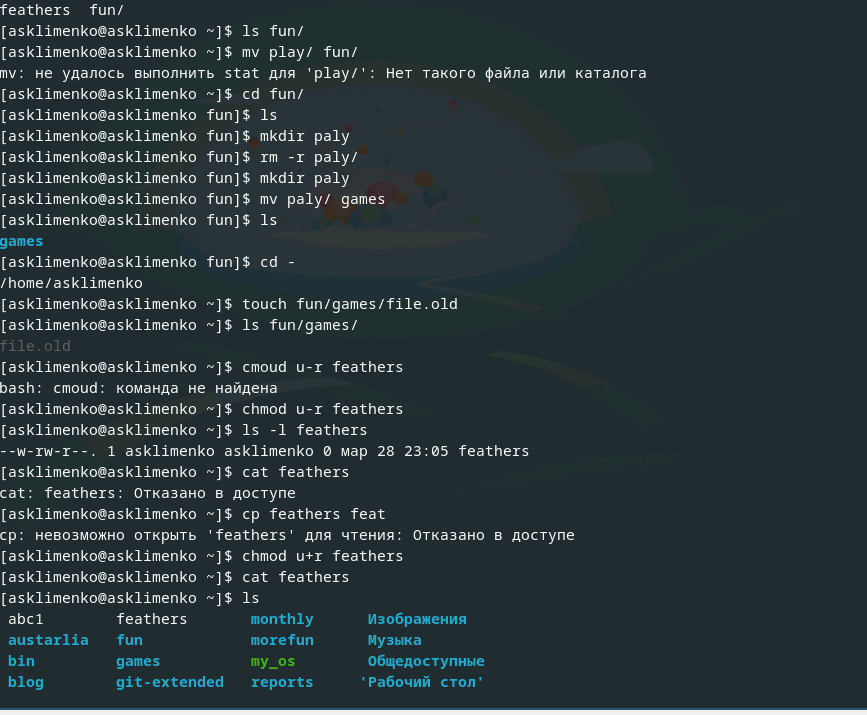 feathers  fun/
[asklimenko@asklimenko ~]$ ls fun/
[asklimenko@asklimenko ~]$ mv play/ fun/
mv: не удалось выполнить stat для 'play/': Нет такого файла или каталога
[asklimenko@asklimenko ~]$ cd fun/
[asklimenko@asklimenko fun]$ ls
[asklimenko@asklimenko fun]$ mkdir paly
[asklimenko@asklimenko fun]$ rm -r paly/
[asklimenko@asklimenko fun]$ mkdir paly
[asklimenko@asklimenko fun]$ mv paly/ games
[asklimenko@asklimenko fun]$ ls
games
[asklimenko@asklimenko fun]$ cd -
/home/asklimenko
[asklimenko@asklimenko ~]$ touch fun/games/file.old
[asklimenko@asklimenko ~]$ ls fun/games/
file.old
[asklimenko@asklimenko ~]$ cmoud u-r feathers
bash: cmoud: команда не найдена
[asklimenko@asklimenko ~]$ chmod u-r feathers
[asklimenko@asklimenko ~]$ ls -l feathers
--w-rw-r--. 1 asklimenko asklimenko 0 мар 28 23:05 feathers
[asklimenko@asklimenko ~]$ cat feathers
cat: feathers: Отказано в доступе
[asklimenko@asklimenko ~]$ cp feathers feat
cp: невозможно открыть 'feathers' для чтения: Отказано в доступе
[asklimenko@asklimenko ~]$ chmod u+r feathers
[asklimenko@asklimenko ~]$ cat feathers
[asklimenko@asklimenko ~]$ ls
abc1        feathers       monthly      Изображения
austarlia   fun            morefun      Музыка
bin         games          my_os        Общедоступные
blog        git-extended   reports     'Рабочий стол'